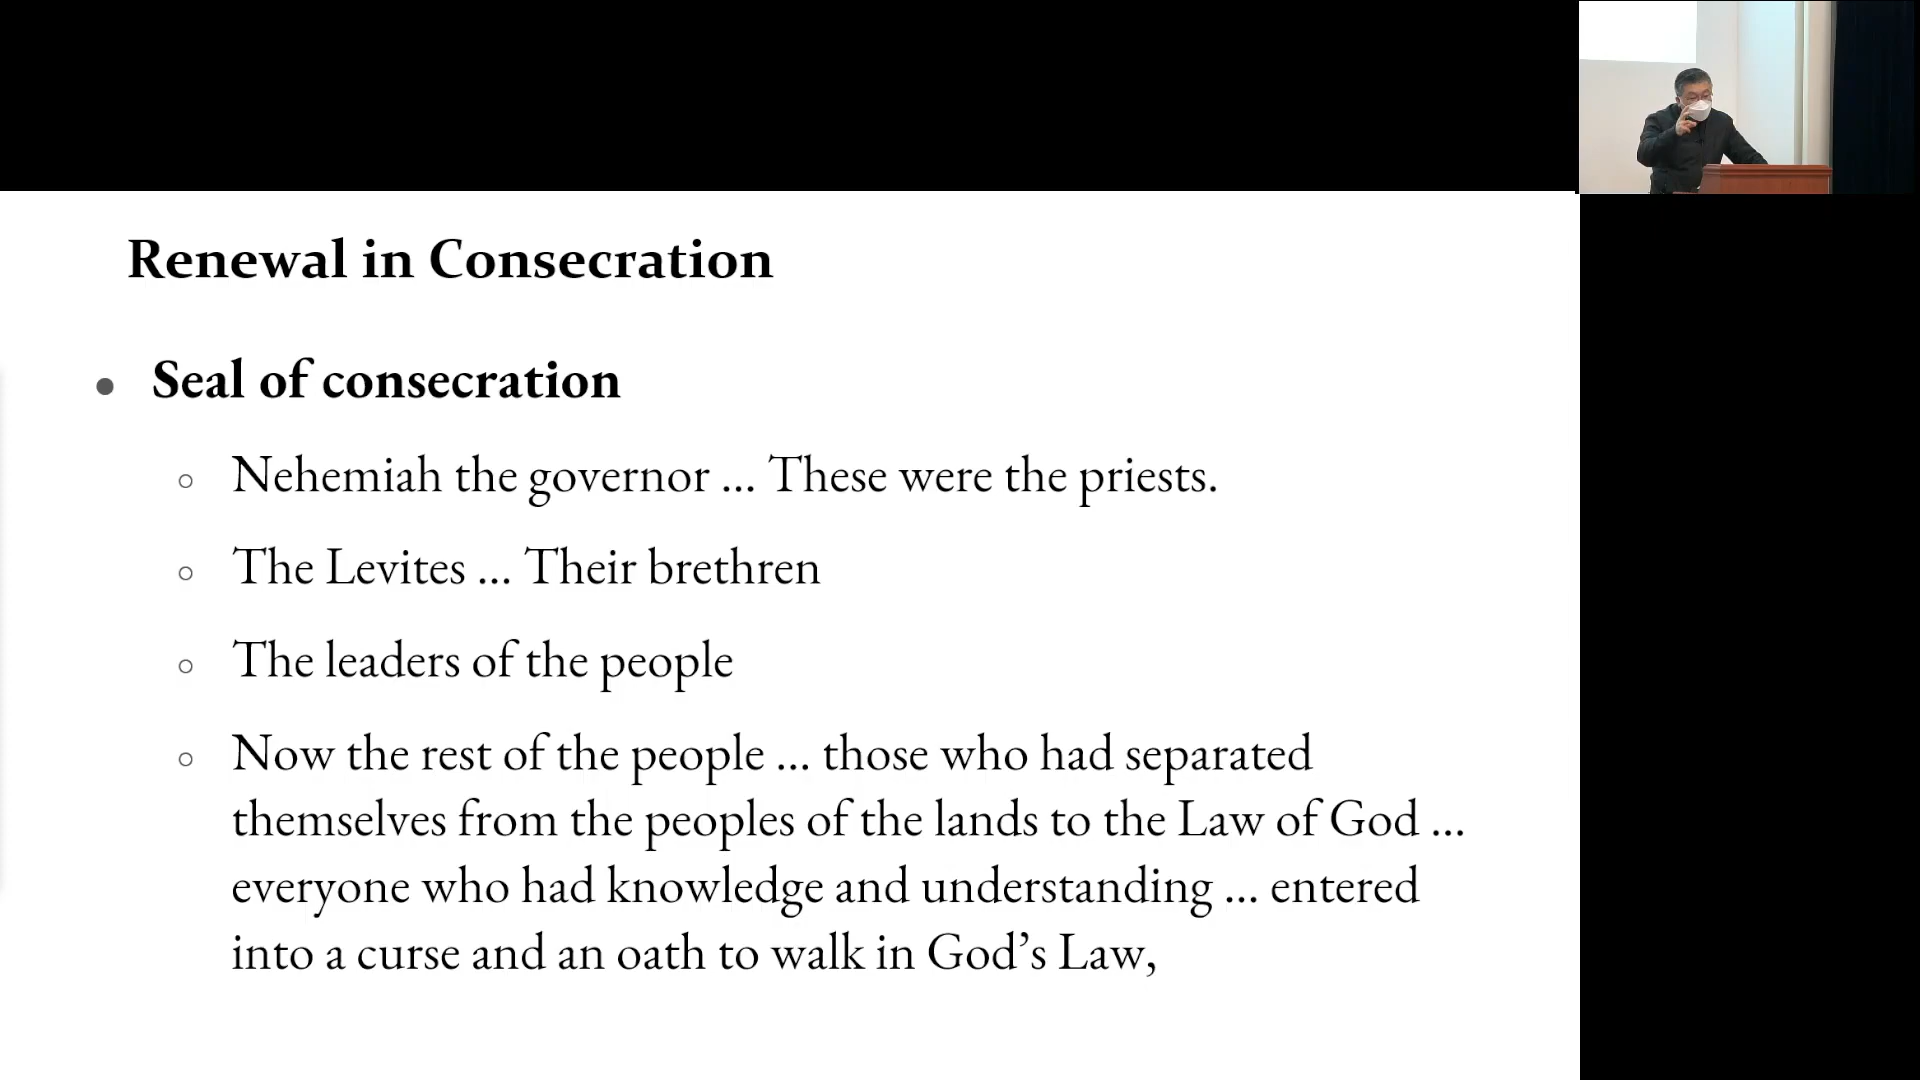 Renewal in Consecration
● Seal of consecration
○ Nehemiah the governor ... These were the priests.
○ The Levites ... Their brethren
○ The leaders of the people
○ Now the rest of the people ... those who had separated
themselves from the peoples of the lands to the Law of God ...
everyone who had knowledge and understanding ... entered
into a curse and an oath to walk in God’s Law,